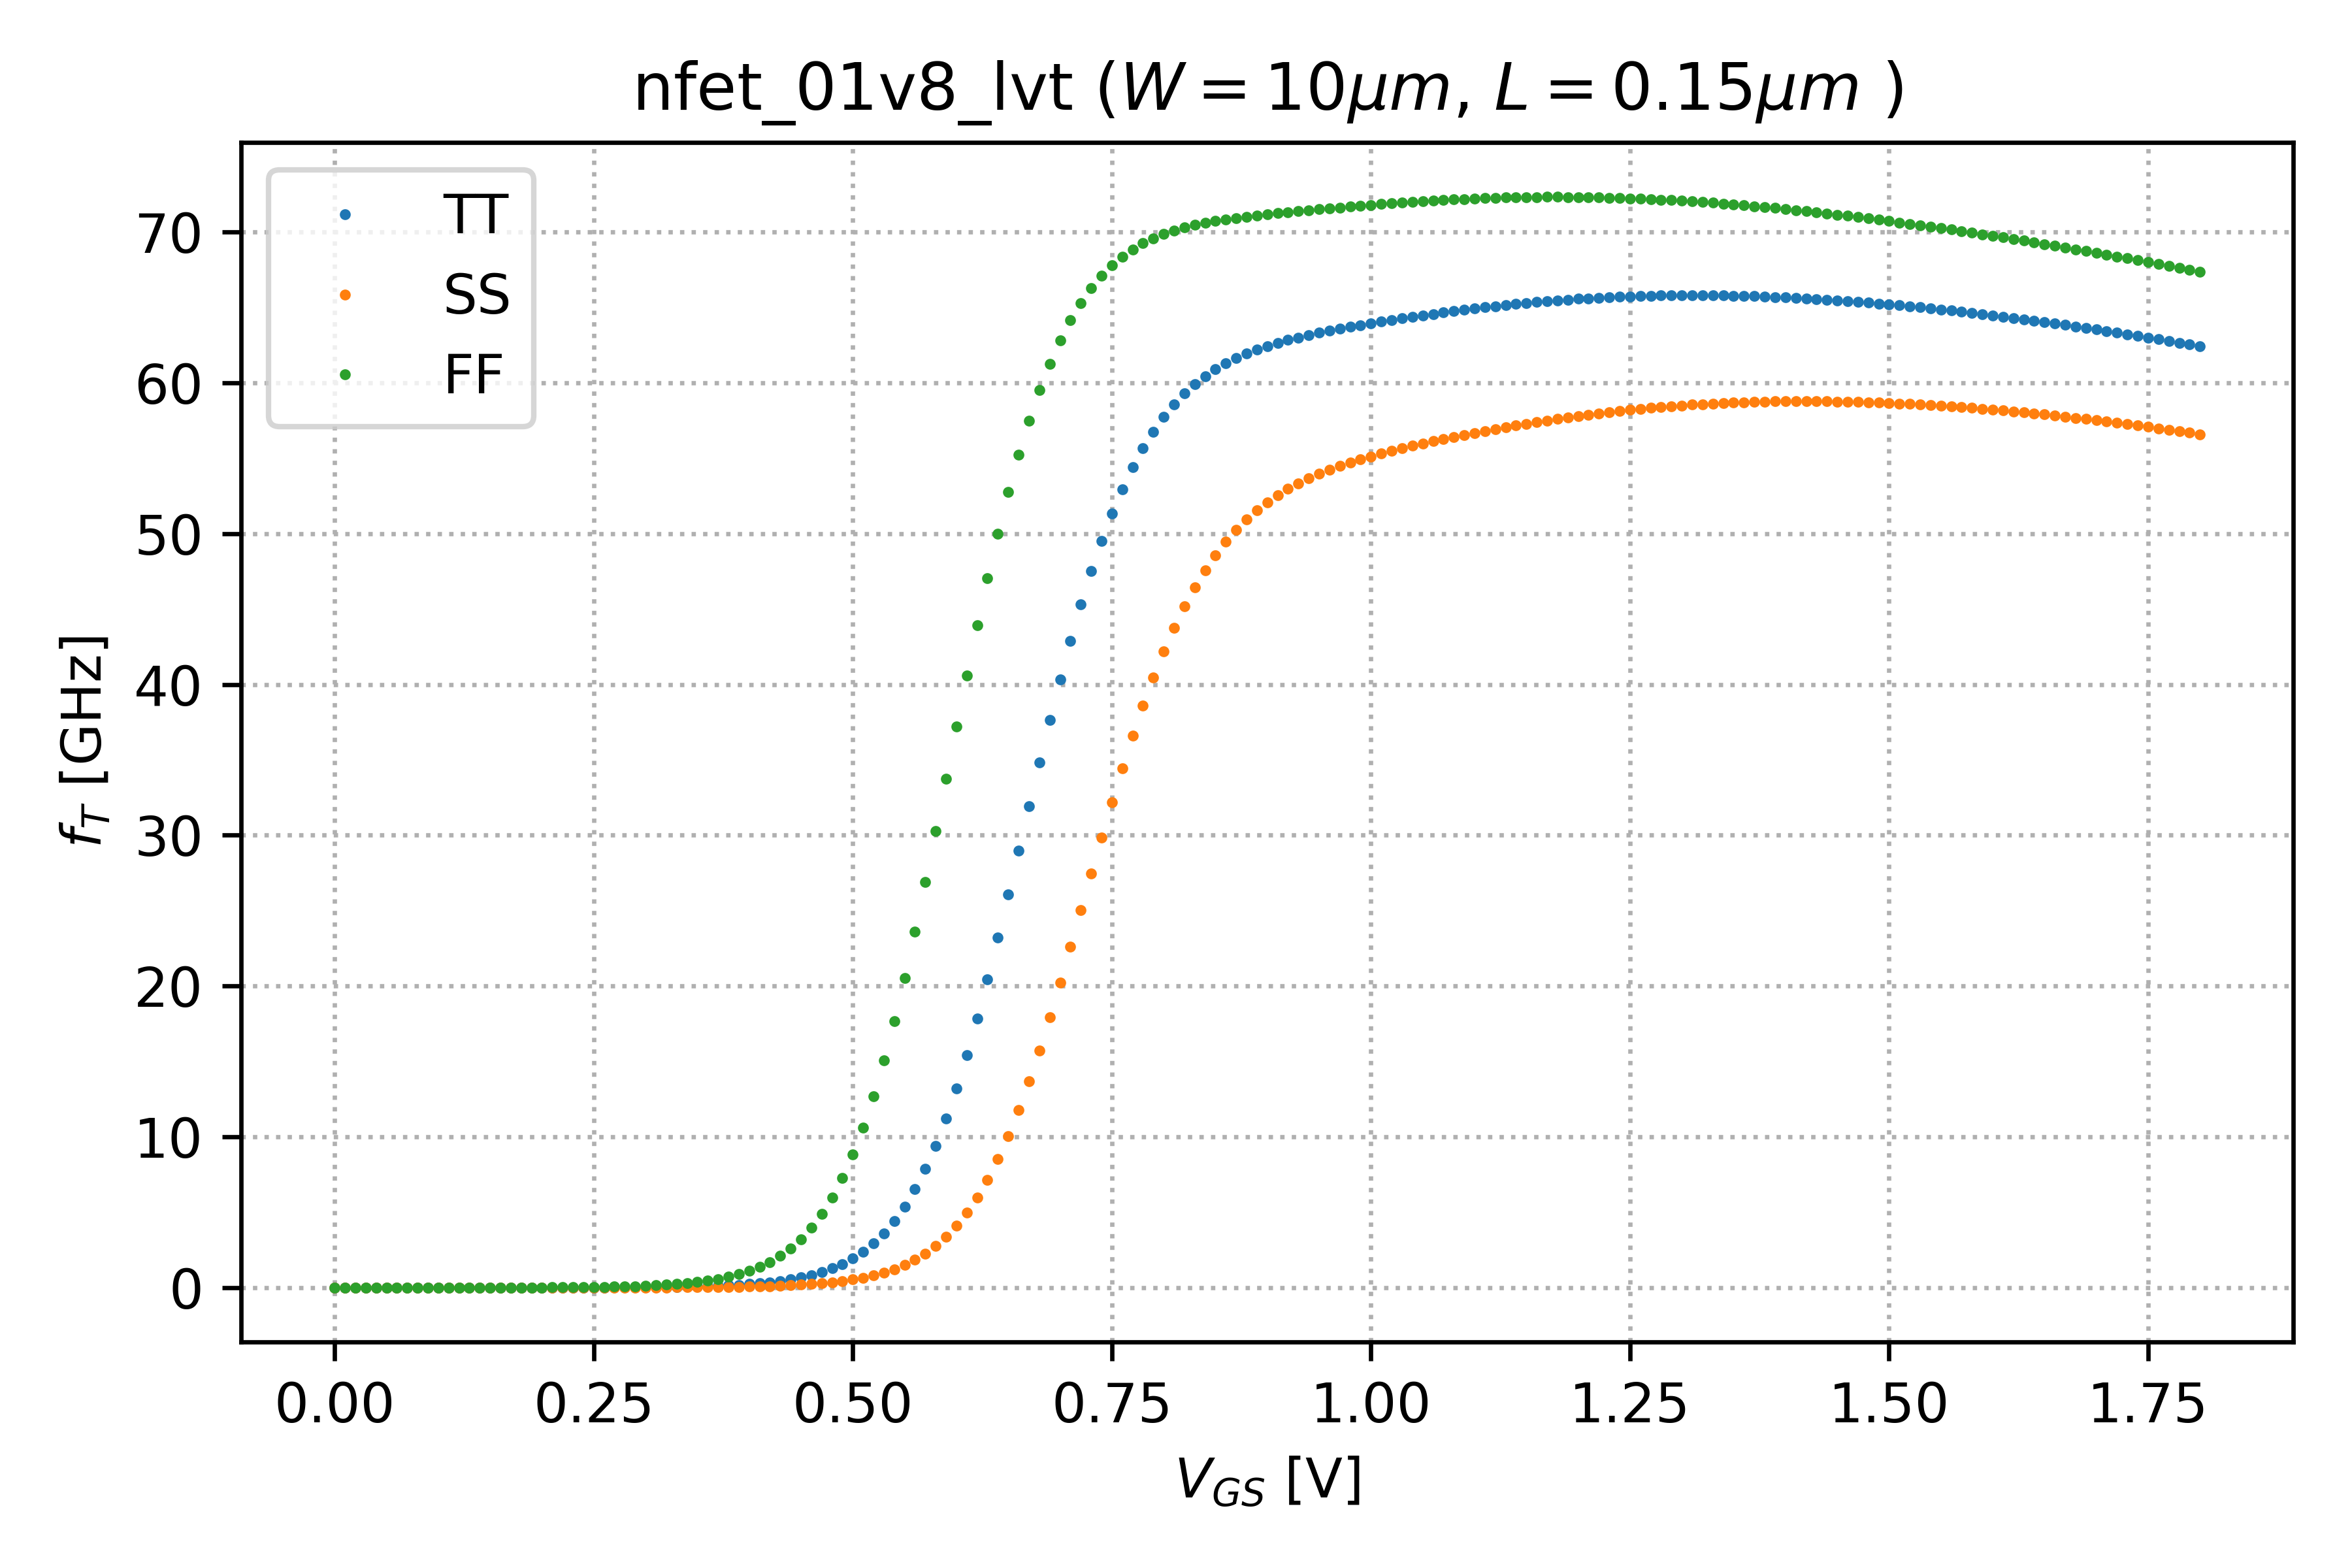 nfet_01v8_lvt (W = 10μm, L = 0.15μm )
TT
SS
FF
70
60
50
40
30
20
10
0
f_T [GHz]
0.00 0.25 0.50 0.75 1.00 1.25 1.50 1.75
V_GS [V]